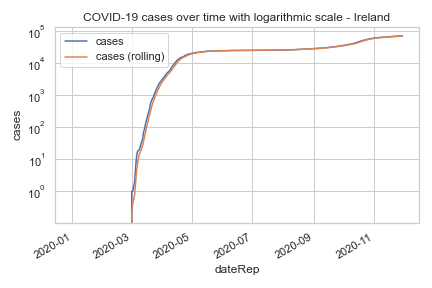 COVID-19 cases over time with logarithmic scale - Ireland
cases
cases (rolling)
10^5
10^4
10^3
10^2
10^1
10^0
cases
2020-01
2020-03
2020-05
2020-07
2020-09
2020-11
dateRep